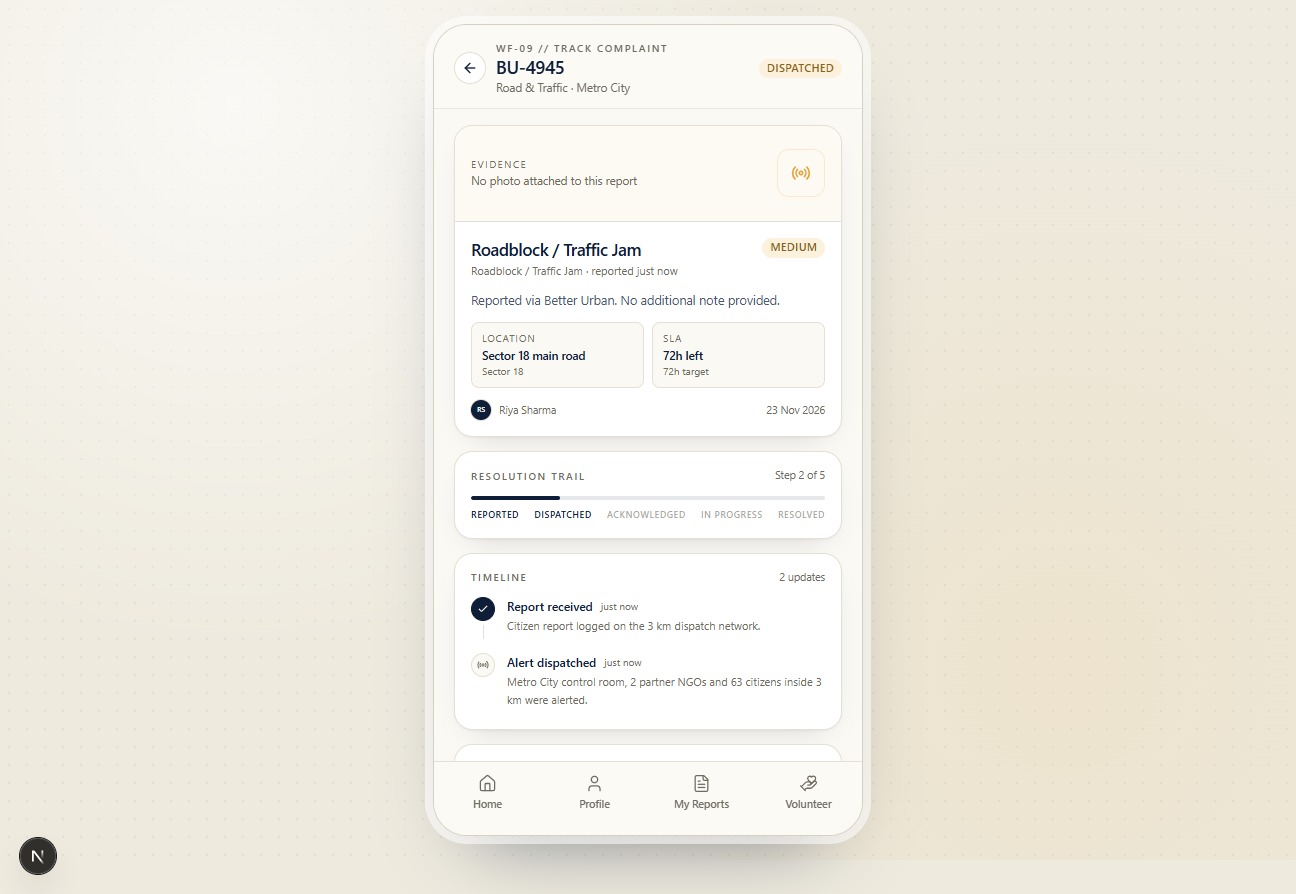 WF-09 // TRACK COMPLAINT
BU-4945
Road & Traffic · Metro City
DISPATCHED
EVIDENCE
No photo attached to this report
Roadblock / Traffic Jam
MEDIUM
Roadblock / Traffic Jam · reported just now
Reported via Better Urban. No additional note provided.
LOCATION
Sector 18 main road
Sector 18
SLA
72h left
72h target
RS
Riya Sharma
23 Nov 2026
RESOLUTION TRAIL
Step 2 of 5
REPORTED DISPATCHED ACKNOWLEDGED IN PROGRESS RESOLVED
TIMELINE
2 updates
Report received just now
Citizen report logged on the 3 km dispatch network.
Alert dispatched just now
Metro City control room, 2 partner NGOs and 63 citizens inside 3
km were alerted.
Home
Profile
My Reports
Volunteer
N